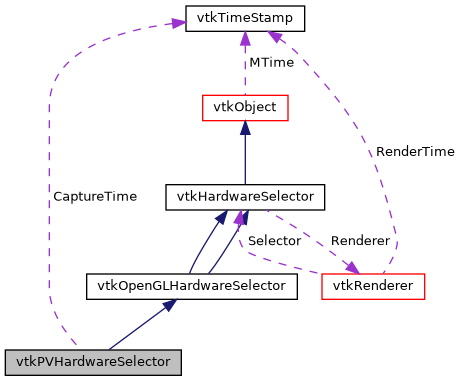 vtkTimeStamp
MTime
vtkObject
RenderTime
CaptureTime
vtkHardwareSelector
Selector
Renderer
vtkOpenGLHardwareSelector
vtkRenderer
vtkPVHardwareSelector